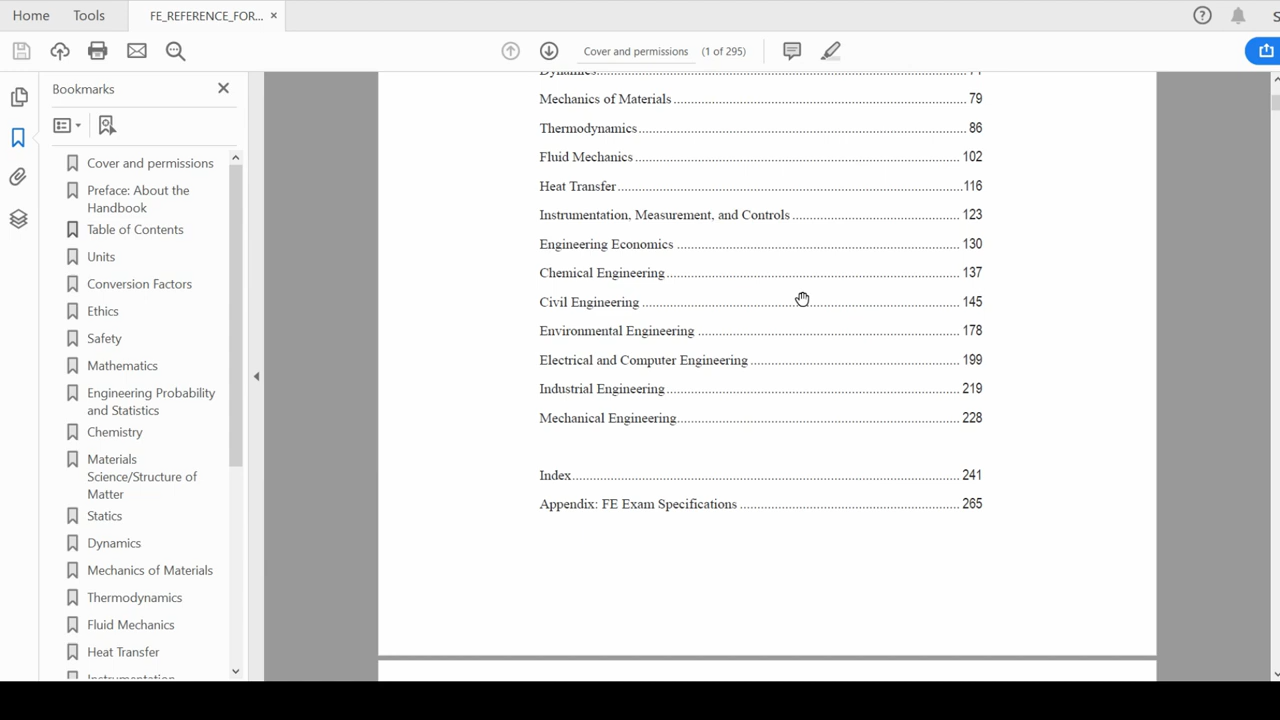 Home
Tools
FE_REFERENCE_FOR...
Cover and permissions
(1 of 295)
Bookmarks
Cover and permissions
Preface: About the
Handbook
Table of Contents
Units
Conversion Factors
Ethics
Safety
Mathematics
Engineering Probability
and Statistics
Chemistry
Materials
Science/Structure of
Matter
Statics
Dynamics
Mechanics of Materials
Thermodynamics
Fluid Mechanics
Heat Transfer
Instrumentation
Dynamics
Mechanics of Materials 79
Thermodynamics 86
Fluid Mechanics 102
Heat Transfer 116
Instrumentation, Measurement, and Controls 123
Engineering Economics 130
Chemical Engineering 137
Civil Engineering 145
Environmental Engineering 178
Electrical and Computer Engineering 199
Industrial Engineering 219
Mechanical Engineering 228
Index 241
Appendix: FE Exam Specifications 265